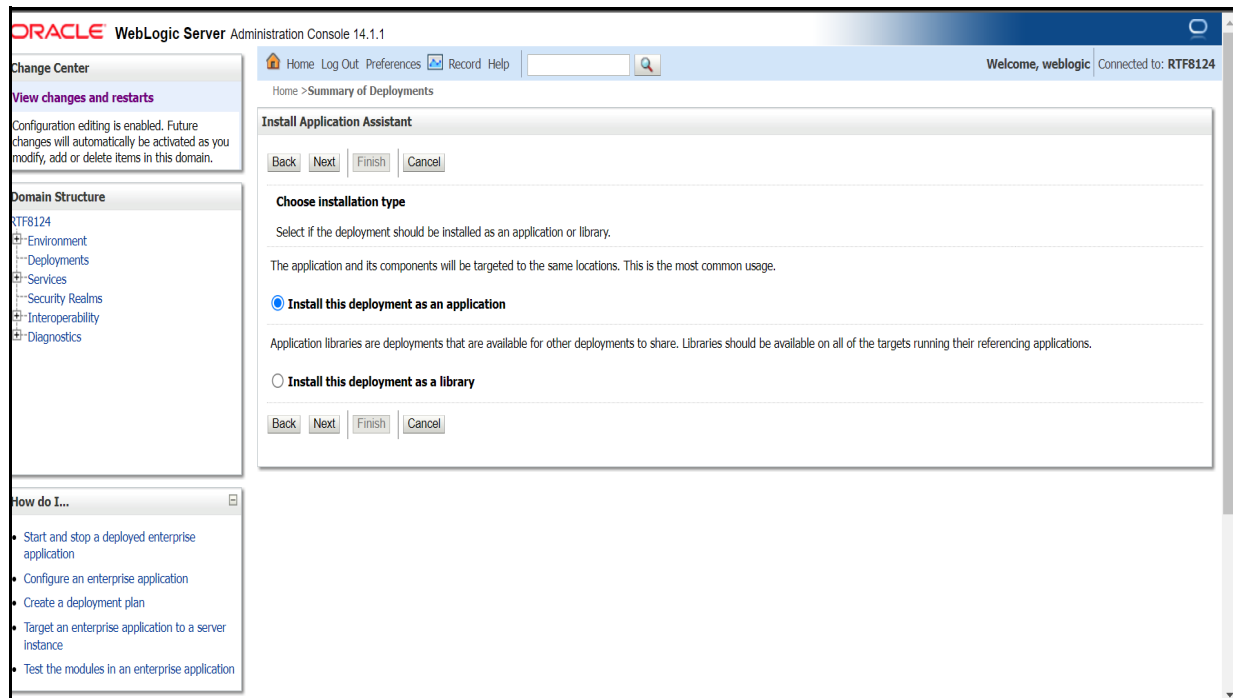 ORACLE WebLogic Server Administration Console 14.1.1
Change Center
View changes and restarts
Configuration editing is enabled. Future
changes will automatically be activated as you
modify, add or delete items in this domain.
Domain Structure
RTF8124
Environment
Deployments
Services
Security Realms
Interoperability
Diagnostics
How do I...
Start and stop a deployed enterprise
application
Configure an enterprise application
Create a deployment plan
Target an enterprise application to a server
instance
Test the modules in an enterprise application
Home Log Out Preferences Record Help
Welcome, weblogic Connected to: RTF8124
Home >Summary of Deployments
Install Application Assistant
Back Next Finish Cancel
Choose installation type
Select if the deployment should be installed as an application or library.
The application and its components will be targeted to the same locations. This is the most common usage.
Install this deployment as an application
Application libraries are deployments that are available for other deployments to share. Libraries should be available on all of the targets running their referencing applications.
Install this deployment as a library
Back Next Finish Cancel